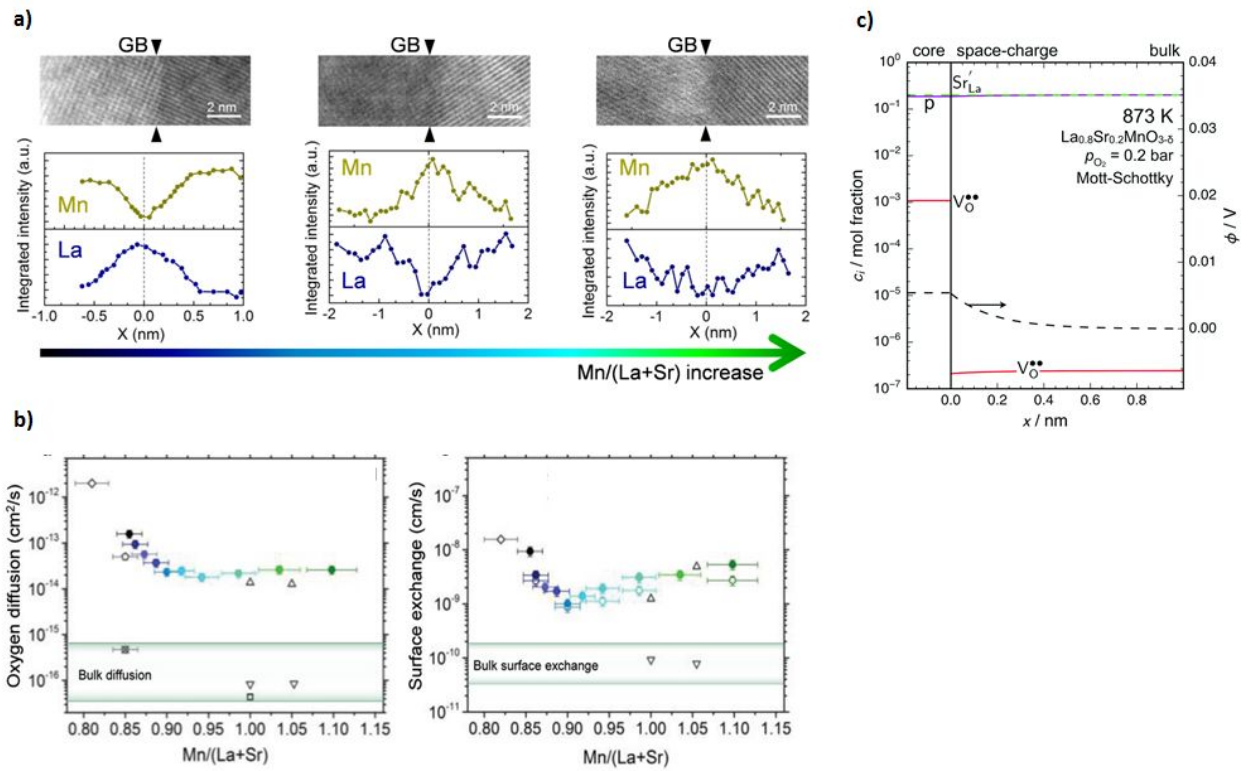 a)
GB
GB
GB
2 nm
2 nm
2 nm
Integrated intensity (a.u.)
Mn
La
-1.0 -0.5 0.0 0.5 1.0
X (nm)
Integrated intensity (a.u.)
Mn
La
-2 -1 0 1 2
X (nm)
Integrated intensity (a.u.)
Mn
La
-2 -1 0 1 2
X (nm)
Mn/(La+Sr) increase
b)
Oxygen diffusion (cm²/s)
10⁻¹²
10⁻¹³
10⁻¹⁴
10⁻¹⁵
10⁻¹⁶
Bulk diffusion
0.80 0.85 0.90 0.95 1.00 1.05 1.10 1.15
Mn/(La+Sr)
Surface exchange (cm/s)
10⁻⁷
10⁻⁸
10⁻⁹
10⁻¹⁰
10⁻¹¹
Bulk surface exchange
0.80 0.85 0.90 0.95 1.00 1.05 1.10 1.15
Mn/(La+Sr)
c)
core space-charge bulk
10⁰
10⁻¹
10⁻²
10⁻³
10⁻⁴
10⁻⁵
10⁻⁶
10⁻⁷
cᵢ / mol fraction
Sr′La
p
873 K
La0.8Sr0.2MnO3-δ
pO₂ = 0.2 bar
Mott-Schottky
VO••
VO••
0.04
0.03
0.02
0.01
0.00
ϕ / V
0.0 0.2 0.4 0.6 0.8
x / nm